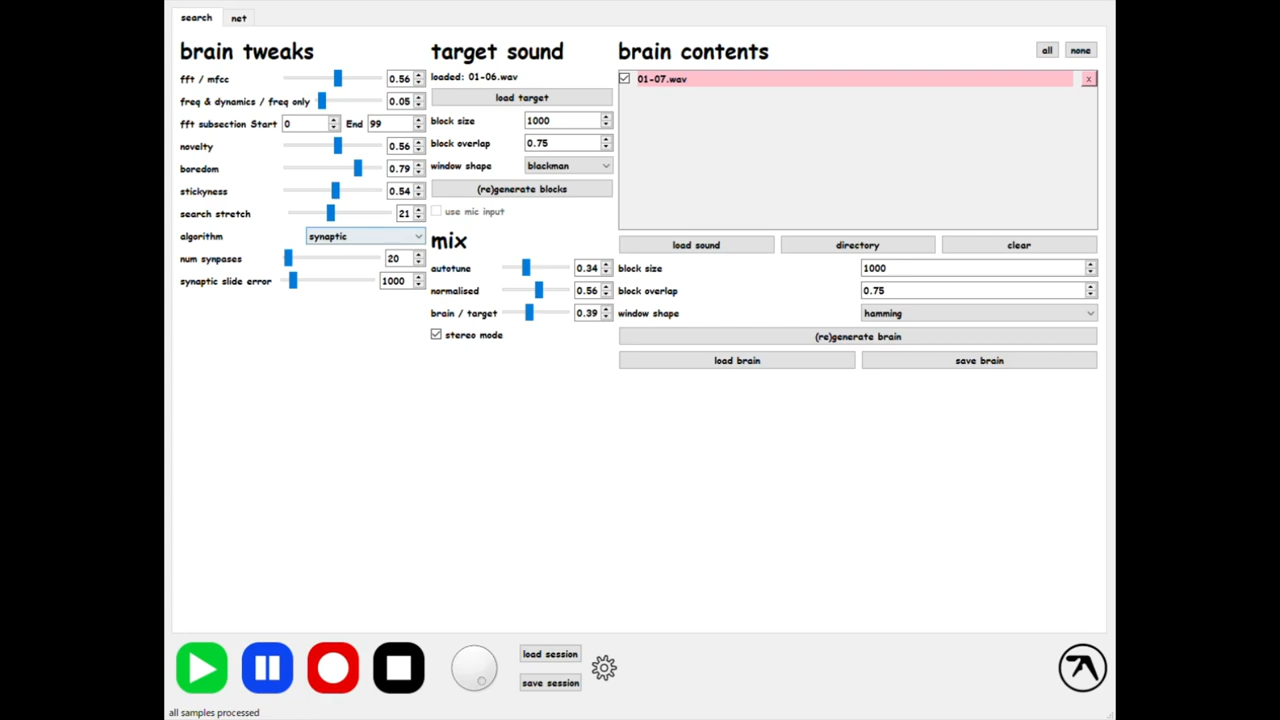 search
net
brain tweaks
fft / mfcc
0.56
freq & dynamics / freq only
0.05
fft subsection Start
0
End
99
novelty
0.56
boredom
0.79
stickyness
0.54
search stretch
21
algorithm
synaptic
num synpases
20
synaptic slide error
1000
target sound
loaded: 01-06.wav
load target
block size
1000
block overlap
0.75
window shape
blackman
(re)generate blocks
use mic input
mix
autotune
0.34
normalised
0.56
brain / target
0.39
stereo mode
brain contents
all
none
01-07.wav
x
load sound
directory
clear
block size
1000
block overlap
0.75
window shape
hamming
(re)generate brain
load brain
save brain
load session
save session
all samples processed